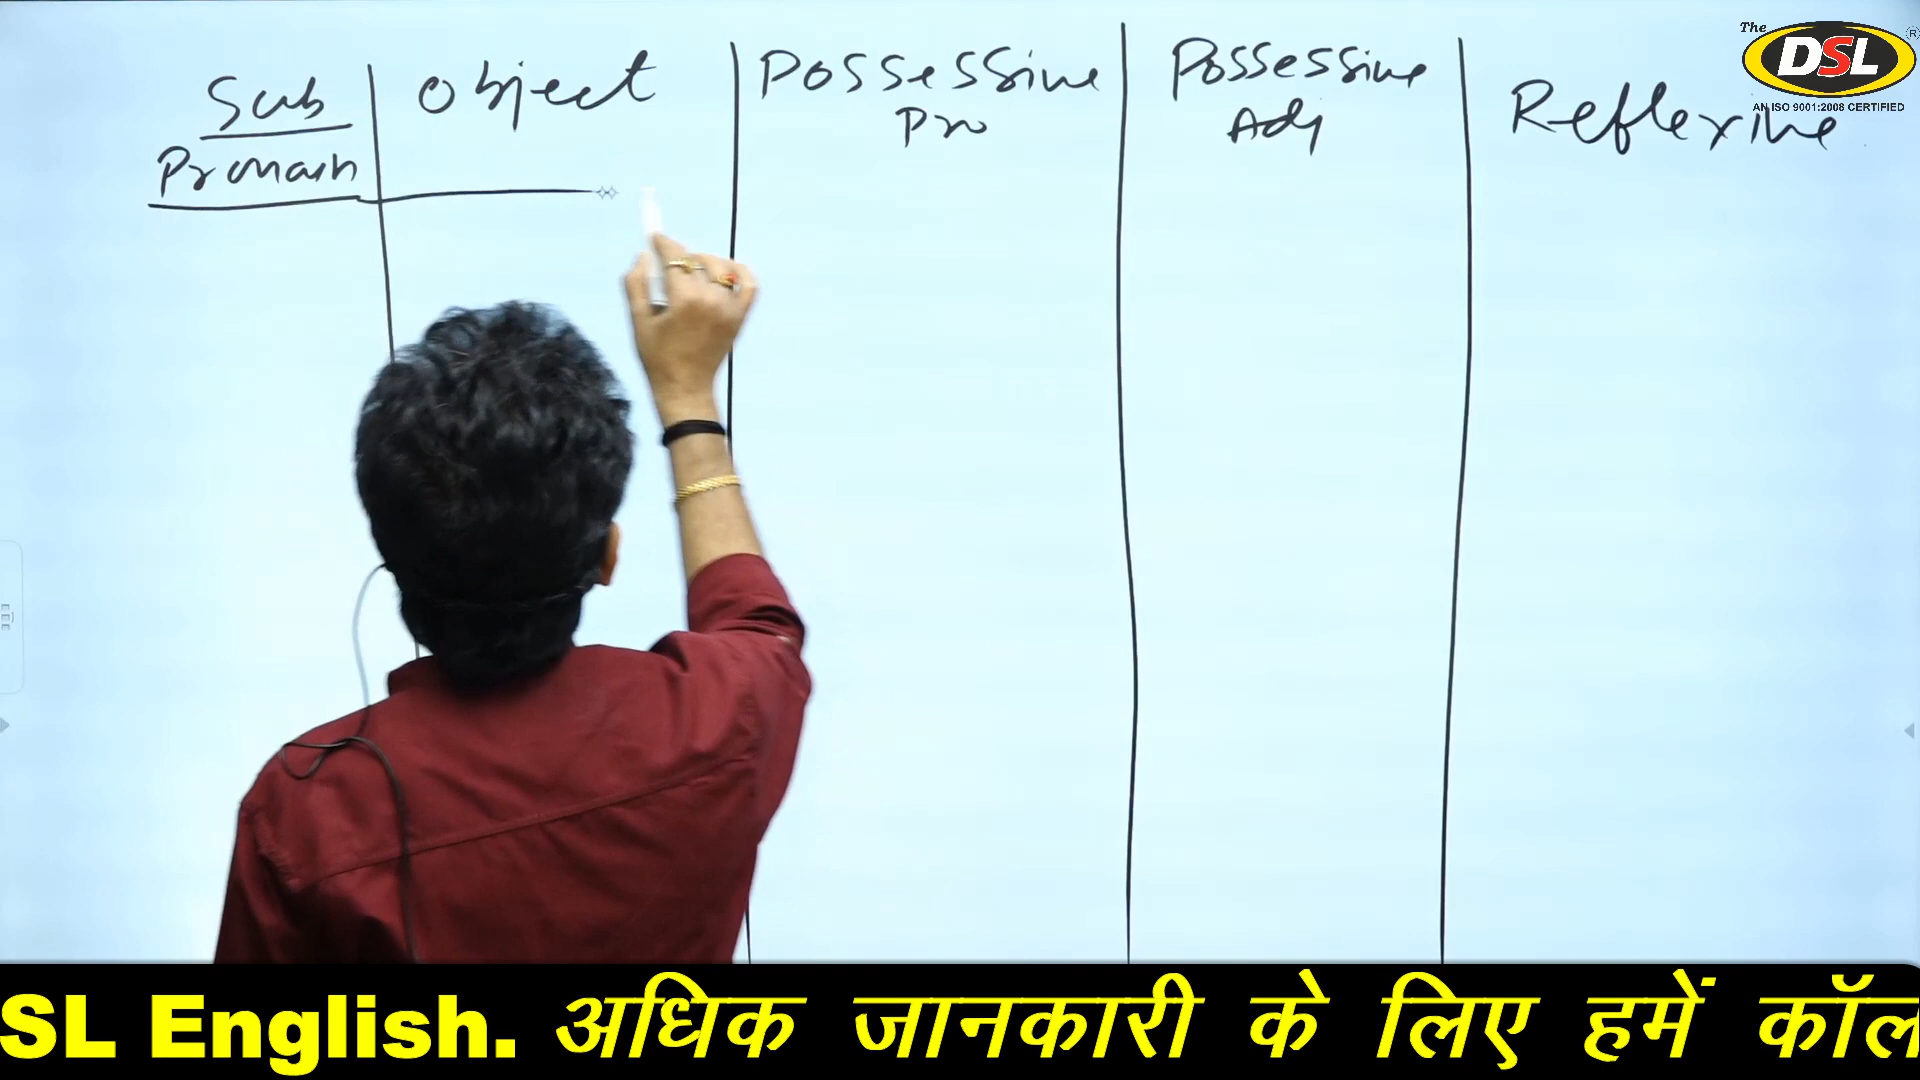 Sub
Pronoun
Object
Possessive
Pro
Possessive
Adj
Reflexive
The
DSL
®
AN ISO 9001:2008 CERTIFIED
SL English. अधिक जानकारी के लिए हमें कॉल